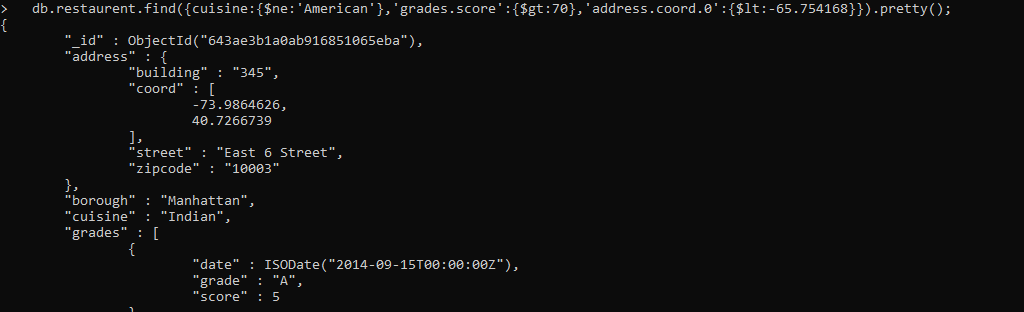 > db.restaurent.find({cuisine:{$ne:'American'},'grades.score':{$gt:70},'address.coord.0':{$lt:-65.754168}}).pretty();
{
"_id" : ObjectId("643ae3b1a0ab916851065eba"),
"address" : {
"building" : "345",
"coord" : [
-73.9864626,
40.7266739
],
"street" : "East 6 Street",
"zipcode" : "10003"
},
"borough" : "Manhattan",
"cuisine" : "Indian",
"grades" : [
{
"date" : ISODate("2014-09-15T00:00:00Z"),
"grade" : "A",
"score" : 5
}